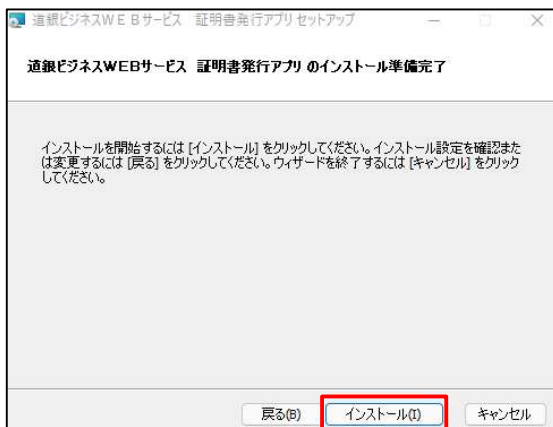 道銀ビジネスWEBサービス 証明書発行アプリ セットアップ
道銀ビジネスWEBサービス 証明書発行アプリ のインストール準備完了
インストールを開始するには [インストール] をクリックしてください。インストール設定を確認また
は変更するには [戻る] をクリックしてください。ウィザードを終了するには [キャンセル] をクリック
してください。
戻る(B) インストール(I) キャンセル